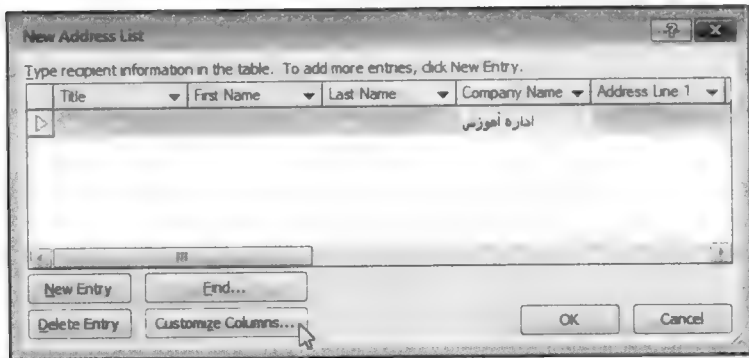 New Address List
Type recipient information in the table. To add more entries, click New Entry.
Title First Name Last Name Company Name Address Line 1
اداره آموزس
New Entry Find...
Delete Entry Customize Columns... OK Cancel